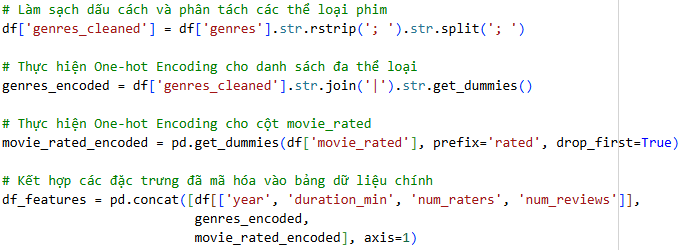 # Làm sạch dấu cách và phân tách các thể loại phim
df['genres_cleaned'] = df['genres'].str.rstrip('; ').str.split('; ')

# Thực hiện One-hot Encoding cho danh sách đa thể loại
genres_encoded = df['genres_cleaned'].str.join('|').str.get_dummies()

# Thực hiện One-hot Encoding cho cột movie_rated
movie_rated_encoded = pd.get_dummies(df['movie_rated'], prefix='rated', drop_first=True)

# Kết hợp các đặc trưng đã mã hóa vào bảng dữ liệu chính
df_features = pd.concat([df[['year', 'duration_min', 'num_raters', 'num_reviews']],
                         genres_encoded,
                         movie_rated_encoded], axis=1)